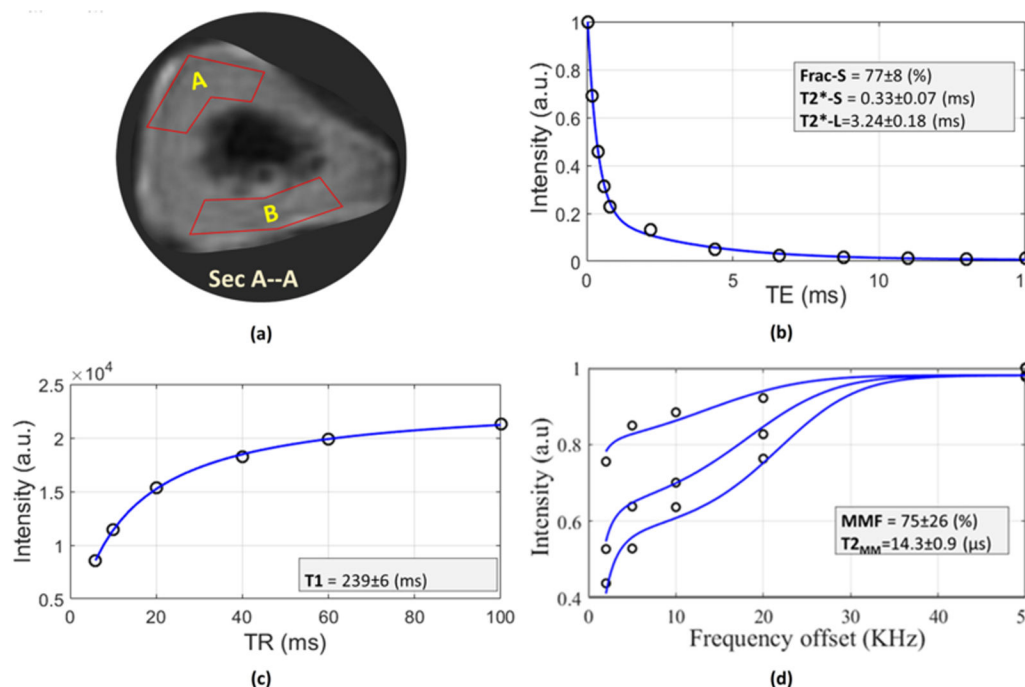 A
B
Sec A--A
(a)
Intensity (a.u.)
1
0.8
0.6
0.4
0.2
0
0
5
10
1
TE (ms)
Frac-S = 77±8 (%)
T2*-S = 0.33±0.07 (ms)
T2*-L=3.24±0.18 (ms)
(b)
×10⁴
Intensity (a.u.)
2.5
2
1.5
1
0.5
0
20
40
60
80
100
TR (ms)
T1 = 239±6 (ms)
(c)
Intensity (a.u)
1
0.8
0.6
0.4
0
10
20
30
40
5
Frequency offset (KHz)
MMF = 75±26 (%)
T2MM=14.3±0.9 (µs)
(d)